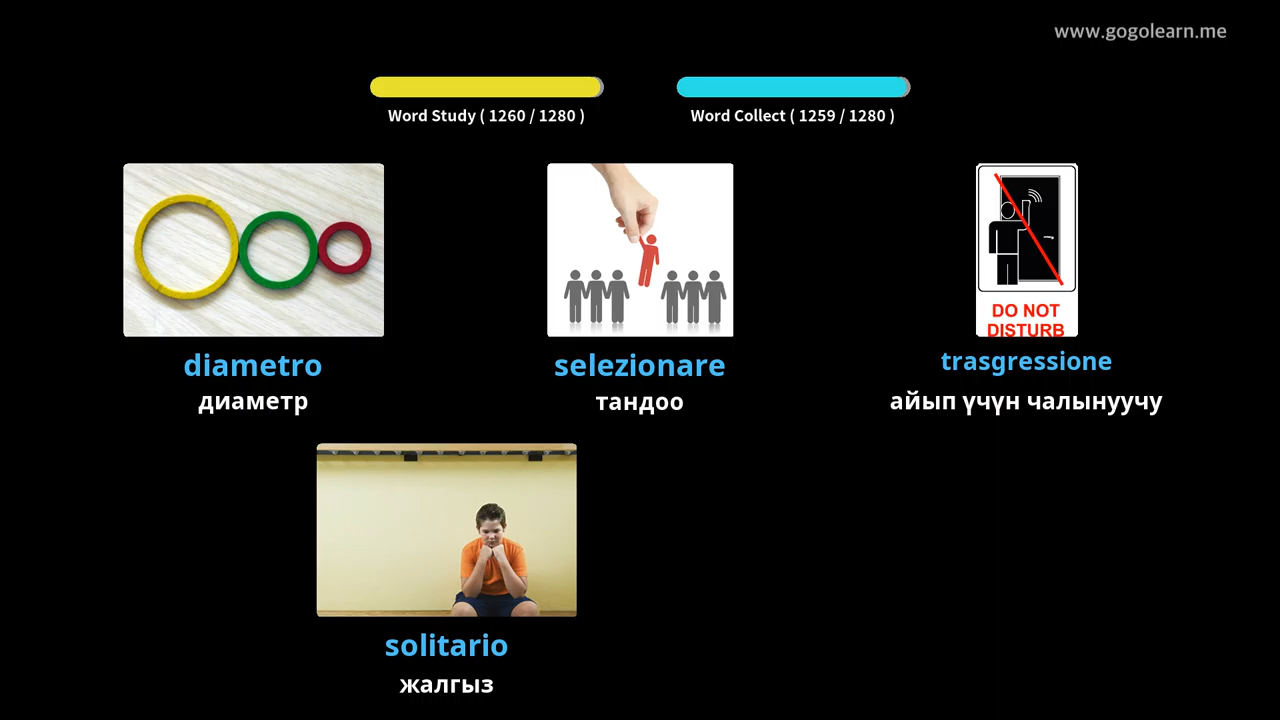 www.gogolearn.me
Word Study ( 1260 / 1280 )
Word Collect ( 1259 / 1280 )
DO NOT
DISTURB
diametro
selezionare
trasgressione
диаметр
тандоо
айып үчүн чалынуучу
solitario
жалгыз